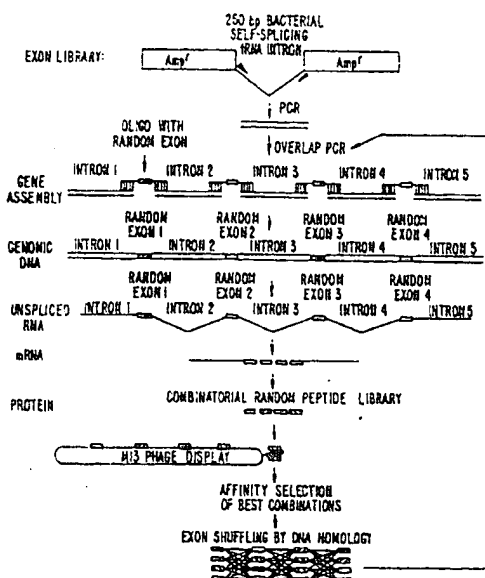 250 bp BACTERIAL
SELF-SPLICING
tRNA INTRON
EXON LIBRARY:
Ampr Ampr
PCR
OLIGO WITH
RANDOM EXON
OVERLAP PCR
INTRON 1 INTRON 2 INTRON 3 INTRON 4 INTRON 5
GENE
ASSEMBLY
RANDOM EXON 1 RANDOM EXON 2 RANDOM EXON 3 RANDOM EXON 4
GENOMIC
DNA
INTRON 1 INTRON 2 INTRON 3 INTRON 4 INTRON 5
RANDOM EXON 1 RANDOM EXON 2 RANDOM EXON 3 RANDOM EXON 4
UNSPLICED
RNA
INTRON 1 INTRON 2 INTRON 3 INTRON 4 INTRON 5
mRNA
COMBINATORIAL RANDOM PEPTIDE LIBRARY
PROTEIN
M13 PHAGE DISPLAY
AFFINITY SELECTION
OF BEST COMBINATIONS
EXON SHUFFLING BY DNA HOMOLOGY